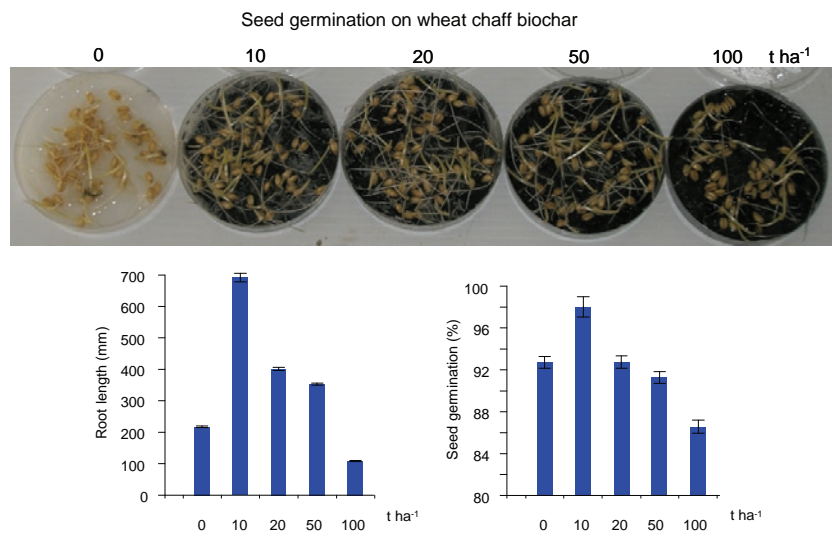 Seed germination on wheat chaff biochar
0 10 20 50 100 t ha-1
700
600
500
400
300
200
100
0
Root length (mm)
0 10 20 50 100 t ha-1
100
96
92
88
84
80
Seed germination (%)
0 10 20 50 100 t ha-1